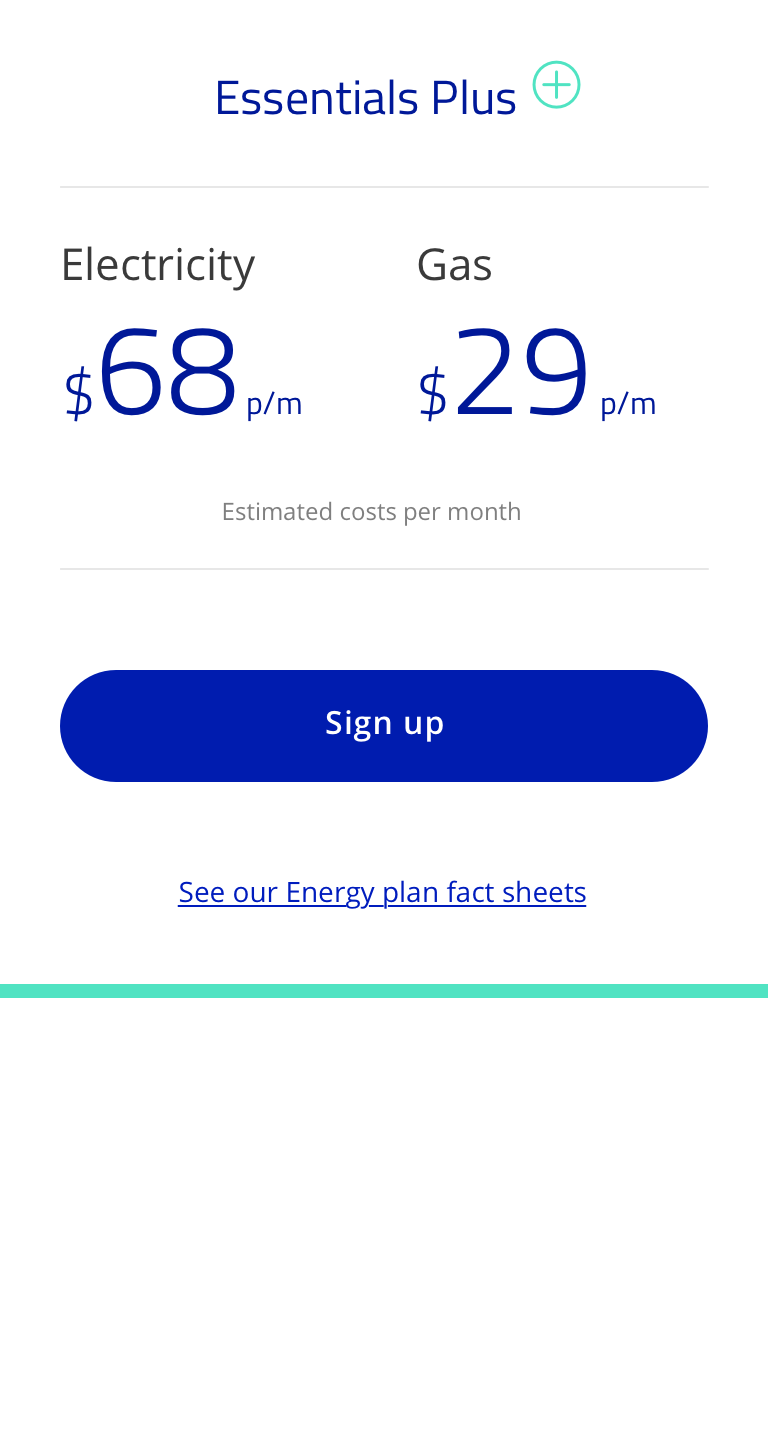 Essentials Plus
Electricity
$68 p/m
Gas
$29 p/m
Estimated costs per month
Sign up
See our Energy plan fact sheets